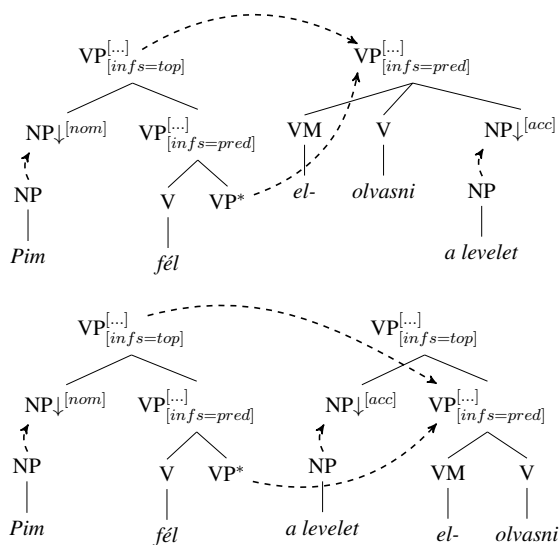 VP[...][infs=top] VP[...][infs=pred]
NP↓[nom] VP[...][infs=pred] VM V NP↓[acc]
NP V VP* el- olvasni NP
Pim fél a levelet
VP[...][infs=top] VP[...][infs=top]
NP↓[nom] VP[...][infs=pred] NP↓[acc] VP[...][infs=pred]
NP V VP* NP VM V
Pim fél a levelet el- olvasni